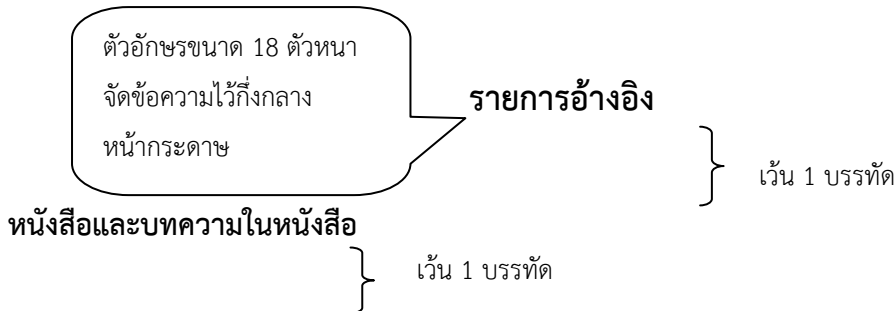 ตัวอักษรขนาด 18 ตัวหนา
จัดข้อความไว้กึ่งกลาง
หน้ากระดาษ
รายการอ้างอิง
เว้น 1 บรรทัด
หนังสือและบทความในหนังสือ
เว้น 1 บรรทัด